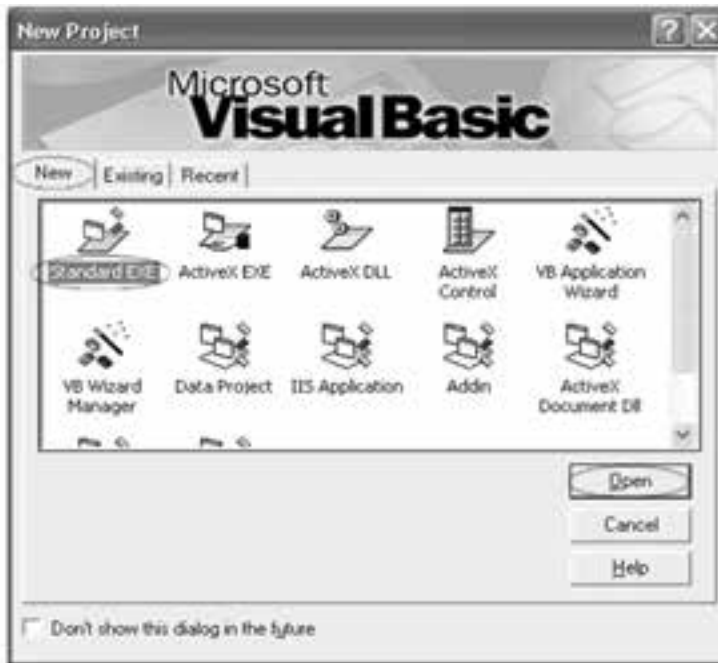 New Project
Microsoft
Visual Basic
New Existing Recent
Standard EXE ActiveX EXE ActiveX DLL ActiveX Control VB Application Wizard
VB Wizard Manager Data Project IIS Application Addin ActiveX Document Dll
Open
Cancel
Help
Don't show this dialog in the future